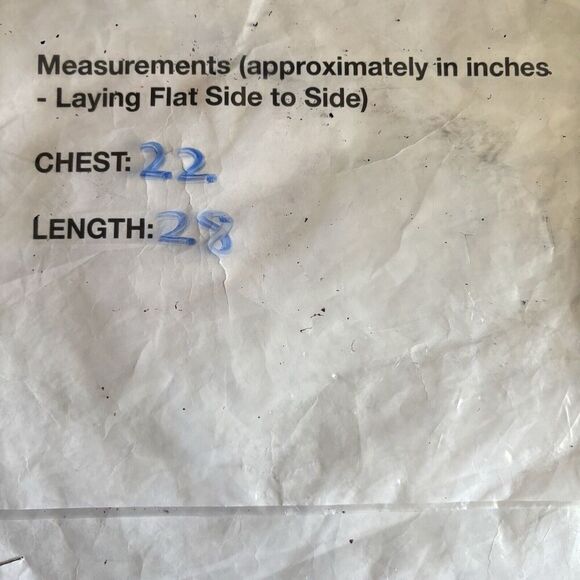 Measurements (approximately in inches
- Laying Flat Side to Side)
CHEST: 22
LENGTH: 28